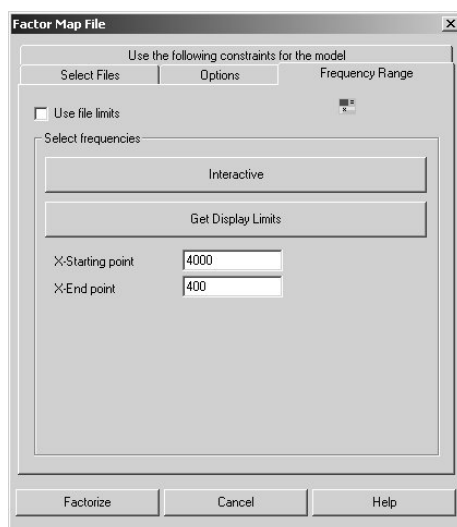 Factor Map File
Use the following constraints for the model
Select Files Options Frequency Range
Use file limits
Select frequencies
Interactive
Get Display Limits
X-Starting point 4000
X-End point 400
Factorize Cancel Help